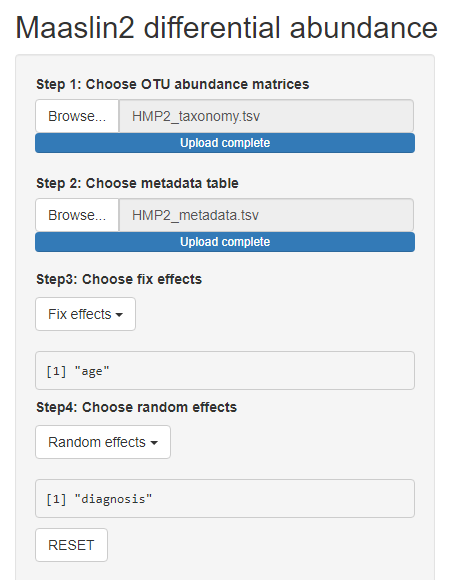 Maaslin2 differential abundance
Step 1: Choose OTU abundance matrices
Browse... HMP2_taxonomy.tsv
Upload complete
Step 2: Choose metadata table
Browse... HMP2_metadata.tsv
Upload complete
Step3: Choose fix effects
Fix effects
[1] "age"
Step4: Choose random effects
Random effects
[1] "diagnosis"
RESET